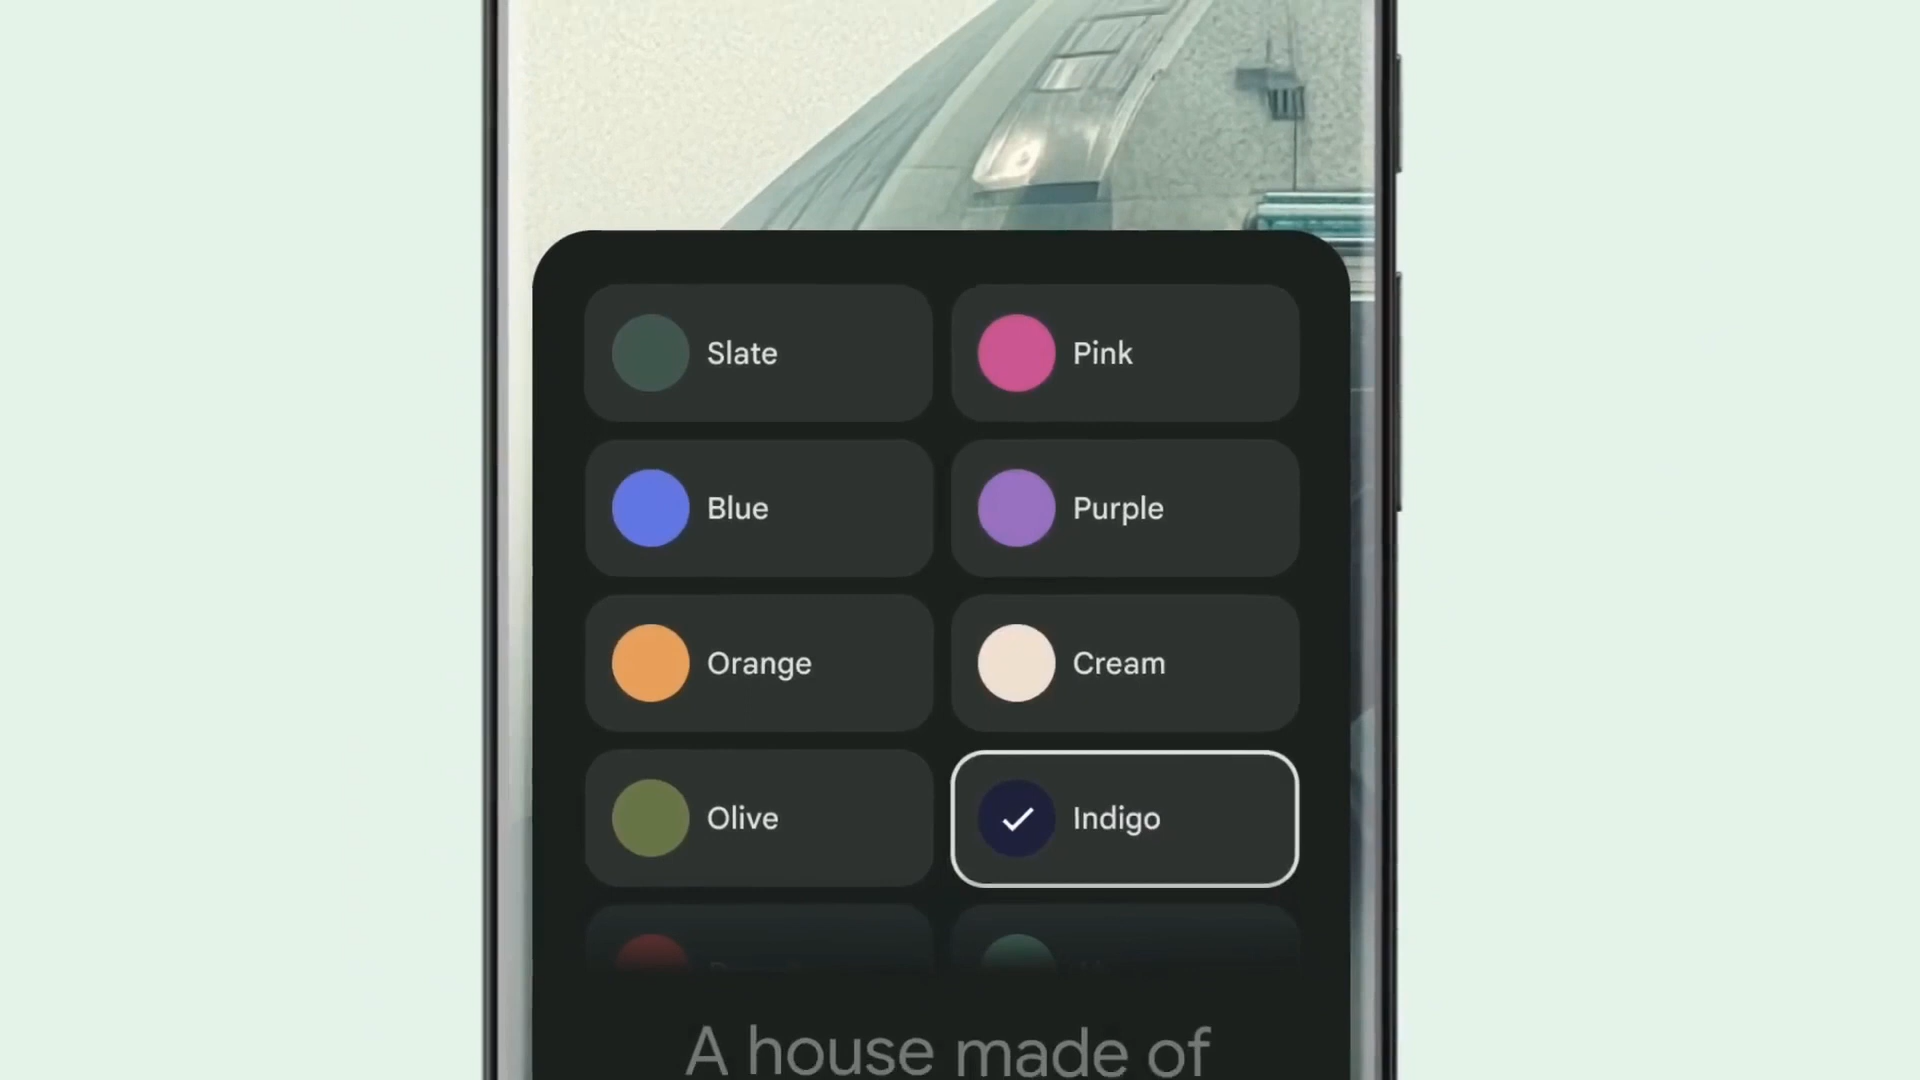 Slate
Pink
Blue
Purple
Orange
Cream
Olive
Indigo
A house made of